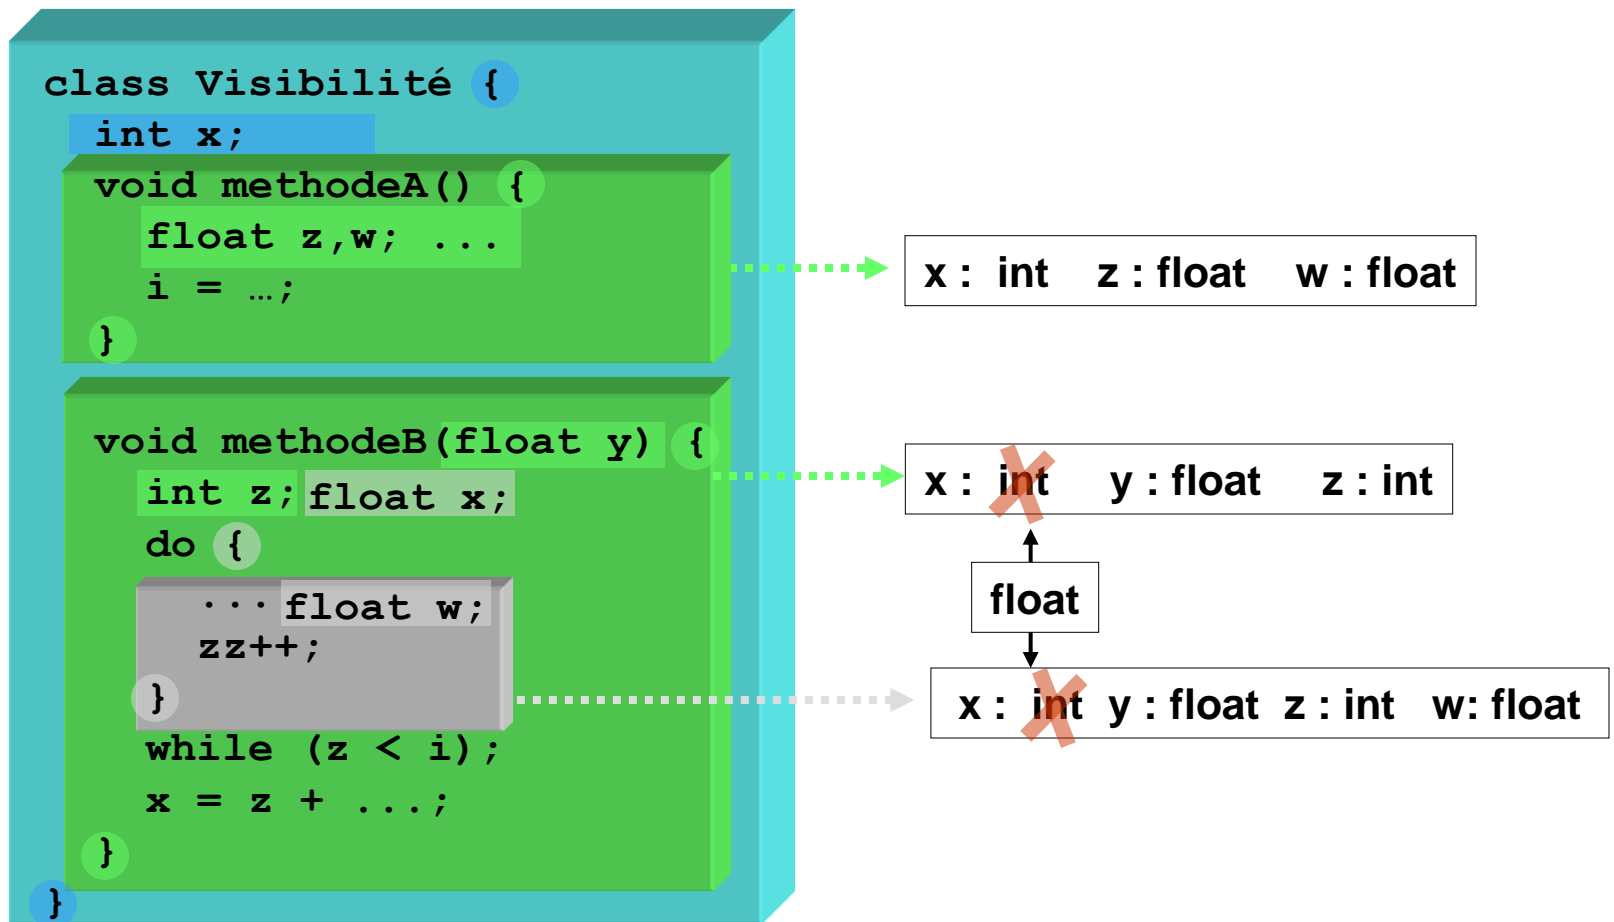 class Visibilité {
int x;
void methodeA() {
float z,w; ...
i = …;
}
x : int z : float w : float
void methodeB(float y) {
int z; float x;
do {
... float w;
zz++;
}
while (z < i);
x = z + ...;
}
}
x : int y : float z : int
float
x : int y : float z : int w: float